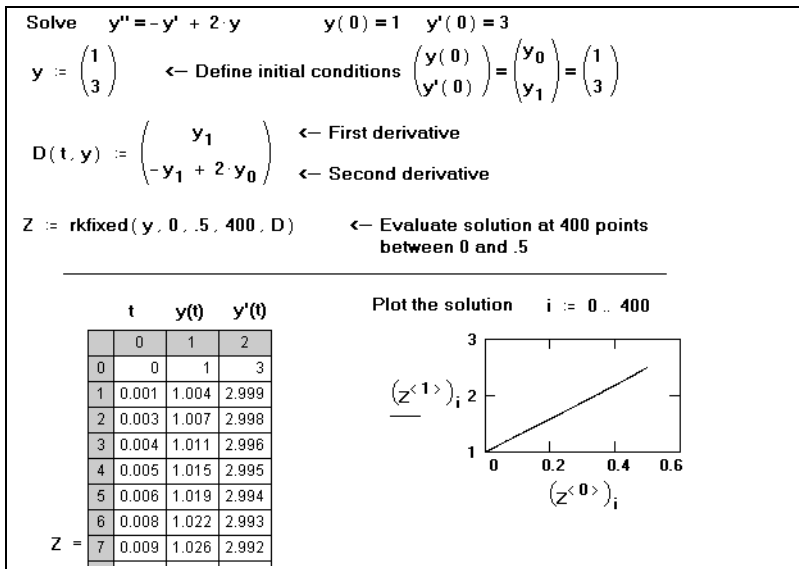 Solve y'' = -y' + 2·y y(0) = 1 y'(0) = 3
y := (1 3) <— Define initial conditions (y(0) y'(0)) = (y0 y1) = (1 3)
D(t, y) := (y1 -y1 + 2·y0) <— First derivative
<— Second derivative
Z := rkfixed(y, 0, .5, 400, D) <— Evaluate solution at 400 points
between 0 and .5
t y(t) y'(t)
0 1 2
0 0 1 3
1 0.001 1.004 2.999
2 0.003 1.007 2.998
3 0.004 1.011 2.996
4 0.005 1.015 2.995
5 0.006 1.019 2.994
6 0.008 1.022 2.993
Z = 7 0.009 1.026 2.992
Plot the solution i := 0 .. 400
3
(Z<1>)i 2
1
0 0.2 0.4 0.6
(Z<0>)i